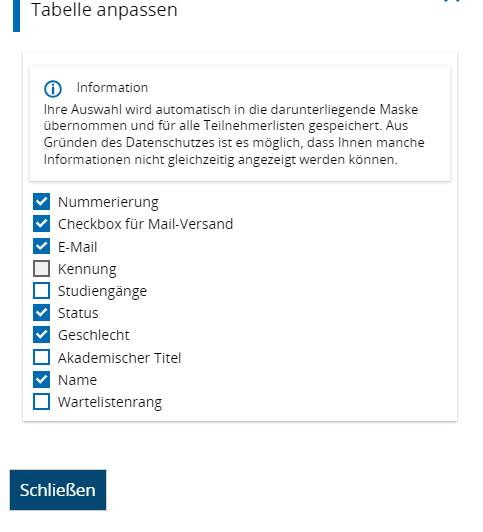 Tabelle anpassen
Information
Ihre Auswahl wird automatisch in die darunterliegende Maske
übernommen und für alle Teilnehmerlisten gespeichert. Aus
Gründen des Datenschutzes ist es möglich, dass Ihnen manche
Informationen nicht gleichzeitig angezeigt werden können.
Nummerierung
Checkbox für Mail-Versand
E-Mail
Kennung
Studiengänge
Status
Geschlecht
Akademischer Titel
Name
Wartelistenrang
Schließen